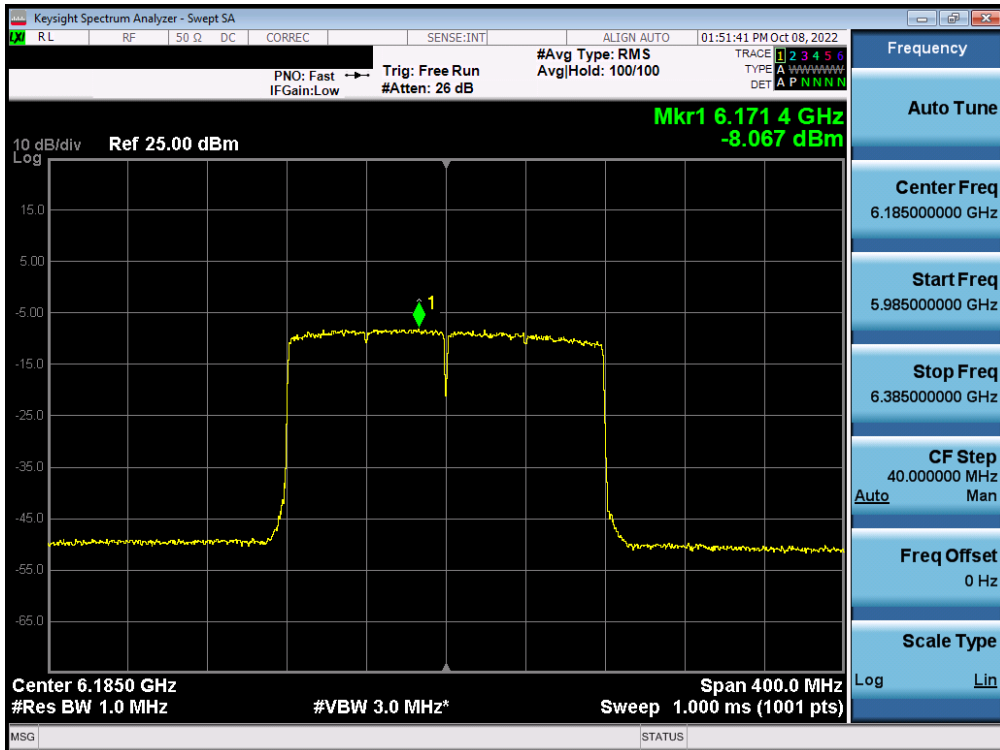 Keysight Spectrum Analyzer - Swept SA
LXI RL RF 50 Ω DC CORREC SENSE:INT ALIGN AUTO 01:51:41 PM Oct 08, 2022
PNO: Fast Trig: Free Run #Avg Type: RMS TRACE 1 2 3 4 5 6
IFGain:Low #Atten: 26 dB Avg|Hold: 100/100 TYPE A WWWWW
DET A P N N N N
Mkr1 6.171 4 GHz
-8.067 dBm
10 dB/div Ref 25.00 dBm
Log
15.0
5.00
-5.00
-15.0
-25.0
-35.0
-45.0
-55.0
-65.0
1
Center 6.1850 GHz Span 400.0 MHz
#Res BW 1.0 MHz #VBW 3.0 MHz* Sweep 1.000 ms (1001 pts)
MSG STATUS
Frequency
Auto Tune
Center Freq
6.185000000 GHz
Start Freq
5.985000000 GHz
Stop Freq
6.385000000 GHz
CF Step
40.000000 MHz
Auto Man
Freq Offset
0 Hz
Scale Type
Log Lin